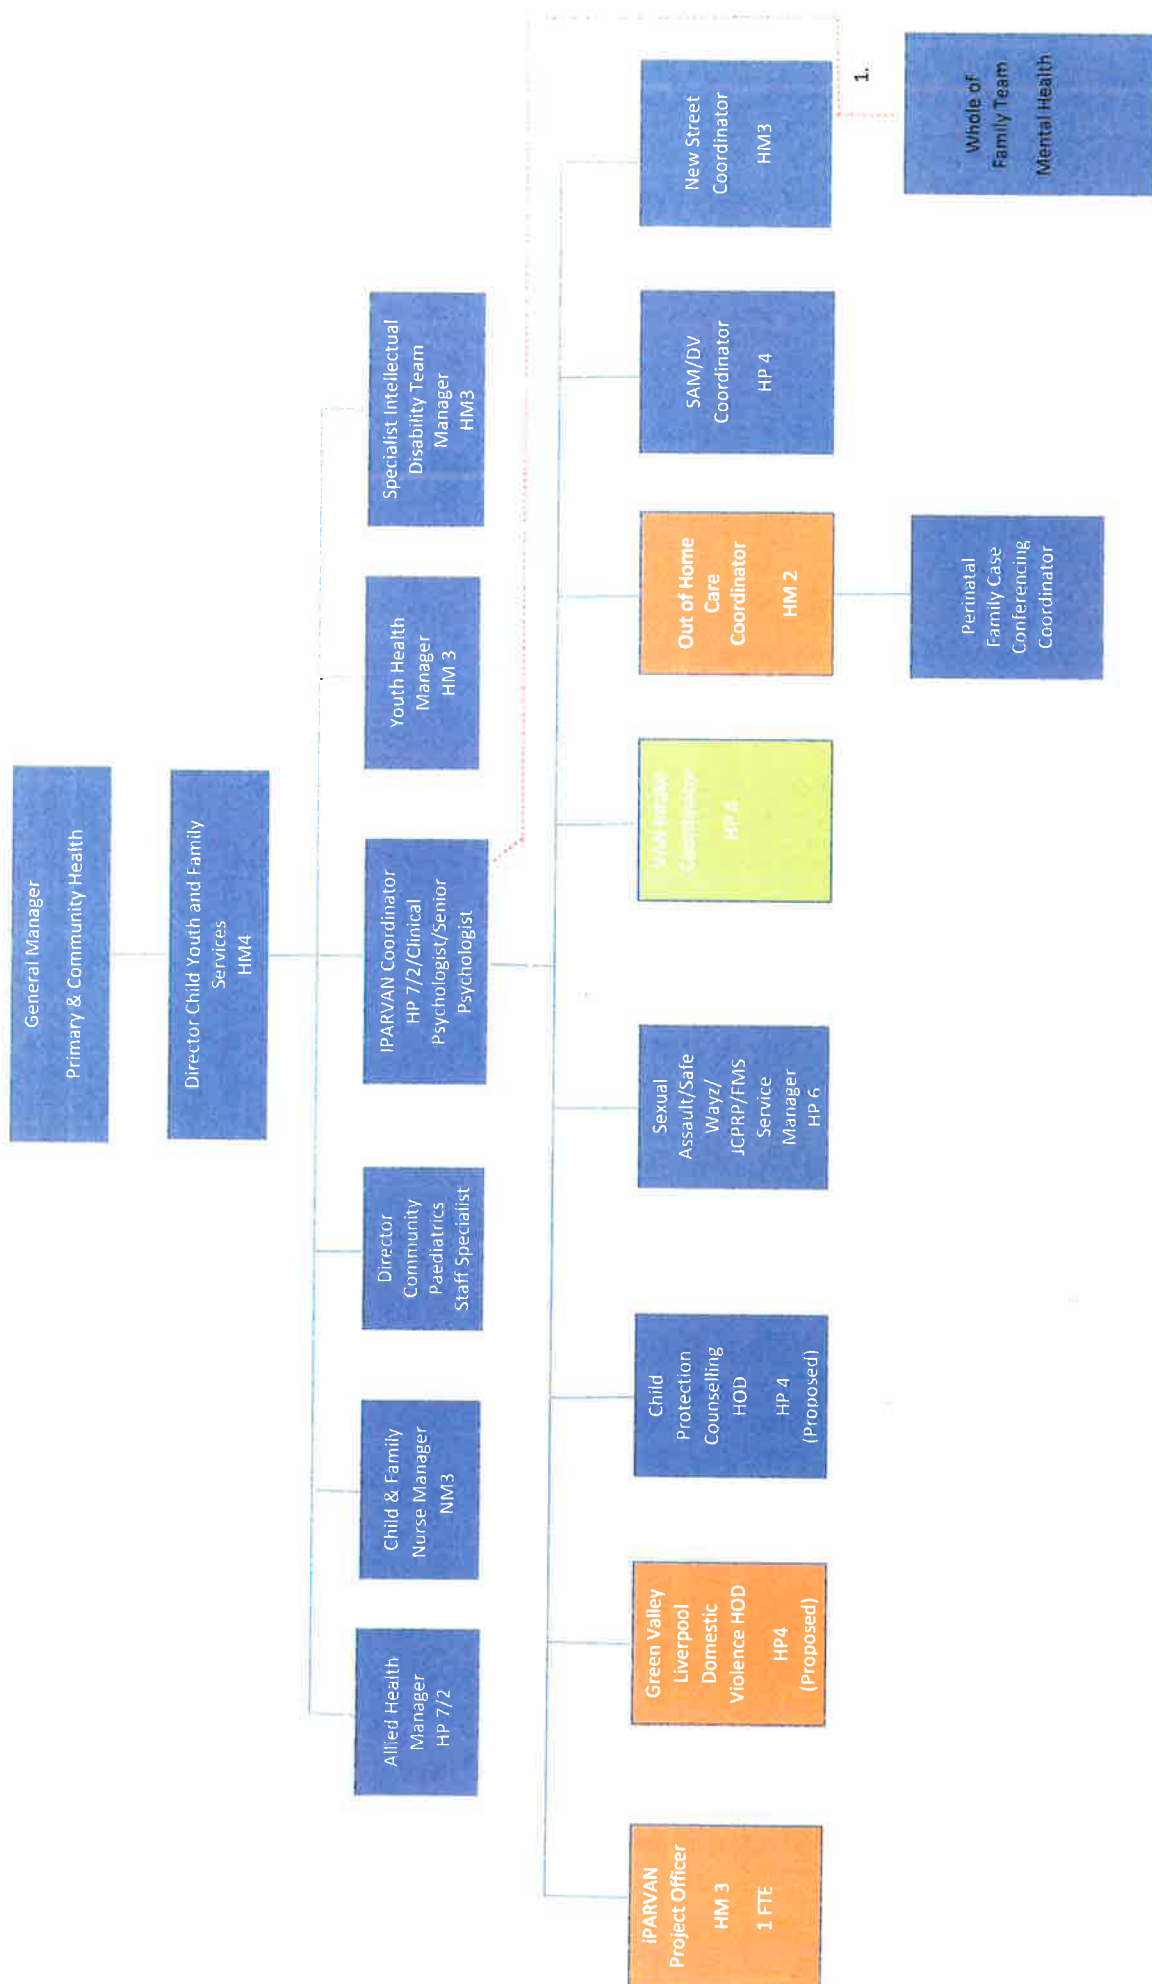 General Manager
Primary & Community Health
Director Child Youth and Family
Services
HM4
Allied Health
Manager
HP 7/2
Child & Family
Nurse Manager
NM3
Director
Community
Paediatrics
Staff Specialist
IPARVAN Coordinator
HP 7/2/Clinical
Psychologist/Senior
Psychologist
Youth Health
Manager
HM 3
Specialist Intellectual
Disability Team
Manager
HM3
iPARVAN
Project Officer
HM 3
1 FTE
Green Valley
Liverpool
Domestic
Violence HOD
HP4
(Proposed)
Child
Protection
Counselling
HOD
HP 4
(Proposed)
Sexual
Assault/Safe
Wayz/
JCPRP/FMS
Service
Manager
HP 6
VAN Intake
Coordinator
Out of Home
Care
Coordinator
HM 2
SAM/DV
Coordinator
HP 4
New Street
Coordinator
HM3
1.
Perinatal
Family Case
Conferencing
Coordinator
Whole of
Family Team
Mental Health